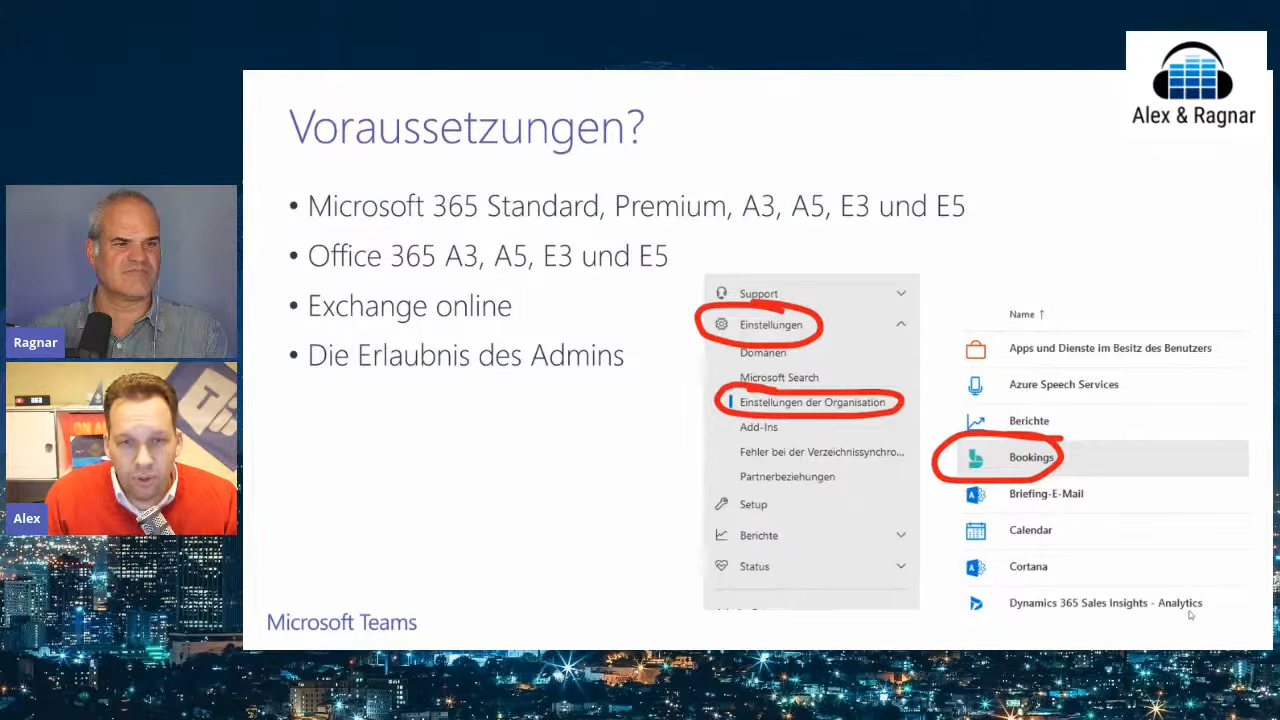 Alex & Ragnar
Voraussetzungen?
• Microsoft 365 Standard, Premium, A3, A5, E3 und E5
• Office 365 A3, A5, E3 und E5
• Exchange online
• Die Erlaubnis des Admins
Support
Einstellungen
Domänen
Microsoft Search
Einstellungen der Organisation
Add-Ins
Fehler bei der Verzeichnissynchro...
Partnerbeziehungen
Setup
Berichte
Status
Name ↑
Apps und Dienste im Besitz des Benutzers
Azure Speech Services
Berichte
Bookings
Briefing-E-Mail
Calendar
Cortana
Dynamics 365 Sales Insights - Analytics
Microsoft Teams
Ragnar
Alex